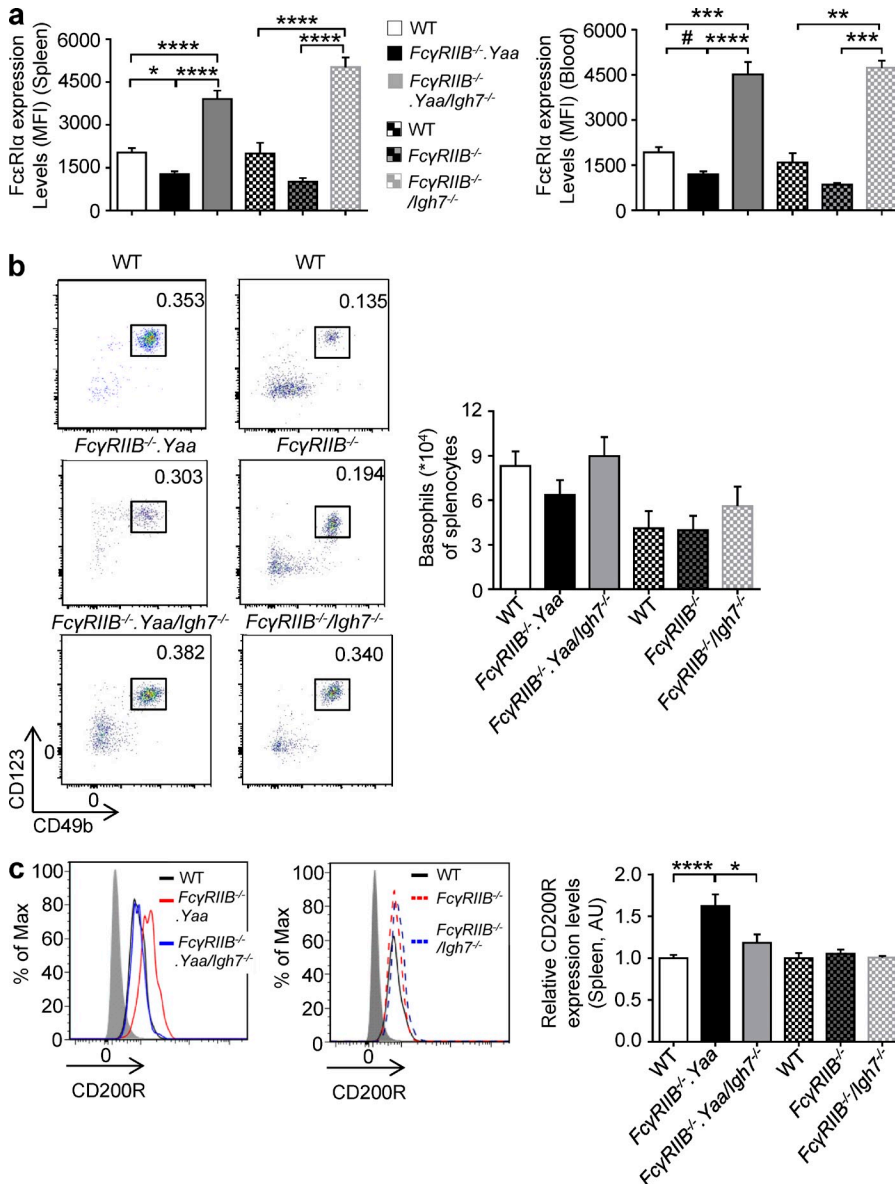 a
FcεRIα expression
Levels (MFI) (Spleen)
6000
4500
3000
1500
0
****
* ****
****
****
WT
FcγRIIB-/-.Yaa
FcγRIIB-/-
.Yaa/Igh7-/-
WT
FcγRIIB-/-
FcγRIIB-/-
/Igh7-/-
FcεRIα expression
Levels (MFI) (Blood)
6000
4500
3000
1500
0
***
# ****
**
***
b
WT
WT
0.353
0.135
FcγRIIB-/-.Yaa
FcγRIIB-/-
0.303
0.194
FcγRIIB-/-.Yaa/Igh7-/-
FcγRIIB-/-/Igh7-/-
0.382
0.340
CD123
0
0
CD49b
Basophils (*10⁴)
of splenocytes
12
9
6
3
0
WT
FcγRIIB-/-.Yaa
FcγRIIB-/-.Yaa/Igh7-/-
WT
FcγRIIB-/-
FcγRIIB-/-/Igh7-/-
c
% of Max
100
80
60
40
20
0
WT
FcγRIIB-/-
.Yaa
FcγRIIB-/-
.Yaa/Igh7-/-
0
CD200R
% of Max
100
80
60
40
20
0
WT
FcγRIIB-/-
FcγRIIB-/-
/Igh7-/-
0
CD200R
Relative CD200R
expression levels
(Spleen, AU)
2.0
1.5
1.0
0.5
0.0
**** *
WT
FcγRIIB-/-.Yaa
FcγRIIB-/-.Yaa/Igh7-/-
WT
FcγRIIB-/-
FcγRIIB-/-/Igh7-/-